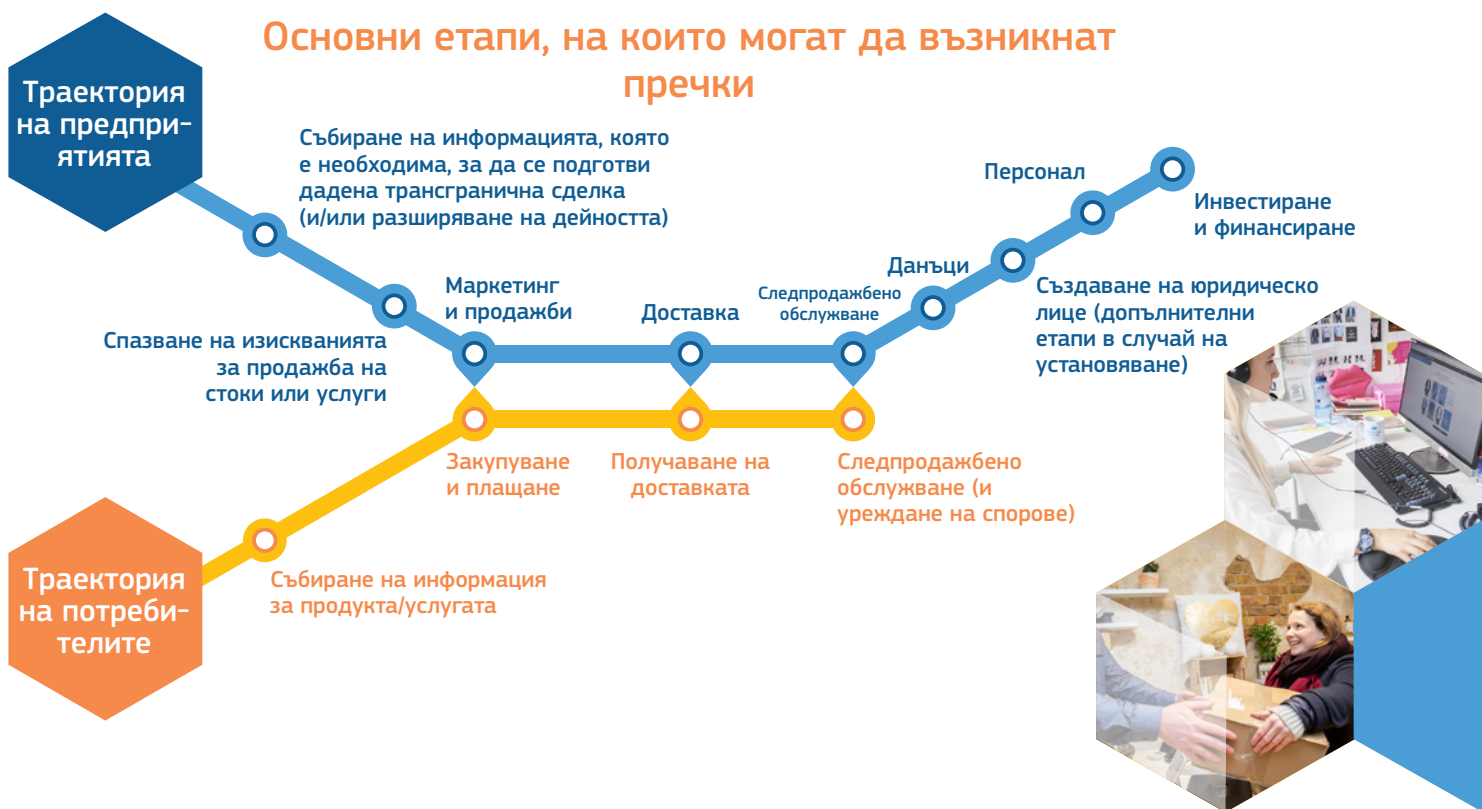 Основни етапи, на които могат да възникнат
пречки
Траектория
на предпри-
ятията
Събиране на информацията, която
е необходима, за да се подготви
дадена трансгранична сделка
(и/или разширяване на дейността)
Спазване на изискванията
за продажба на
стоки или услуги
Маркетинг
и продажби
Доставка
Следпродажбено
обслужване
Данъци
Създаване на юридическо
лице (допълнителни
етапи в случай на
установяване)
Персонал
Инвестиране
и финансиране
Траектория
на потреби-
телите
Събиране на информация
за продукта/услугата
Закупуване
и плащане
Получаване на
доставката
Следпродажбено
обслужване (и
уреждане на спорове)